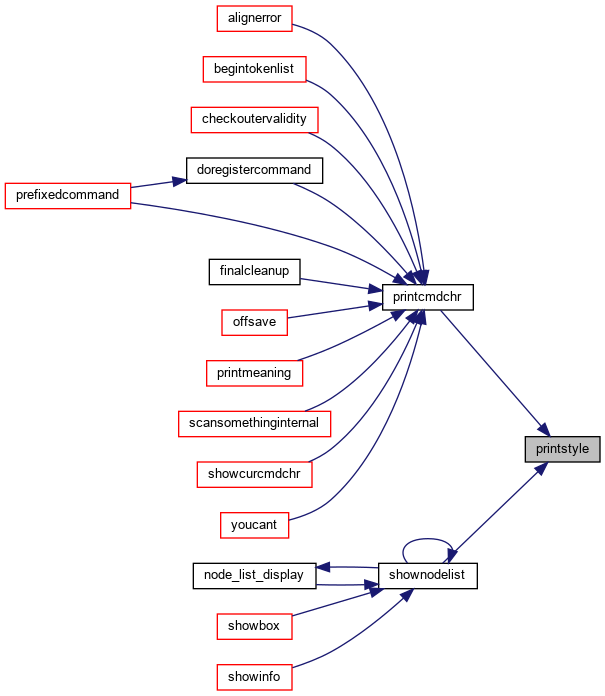 alignerror
begintokenlist
checkoutervalidity
doregistercommand
prefixedcommand
finalcleanup
printcmdchr
offsave
printmeaning
scansomethinginternal
printstyle
showcurcmdchr
youcant
node_list_display
shownodelist
showbox
showinfo